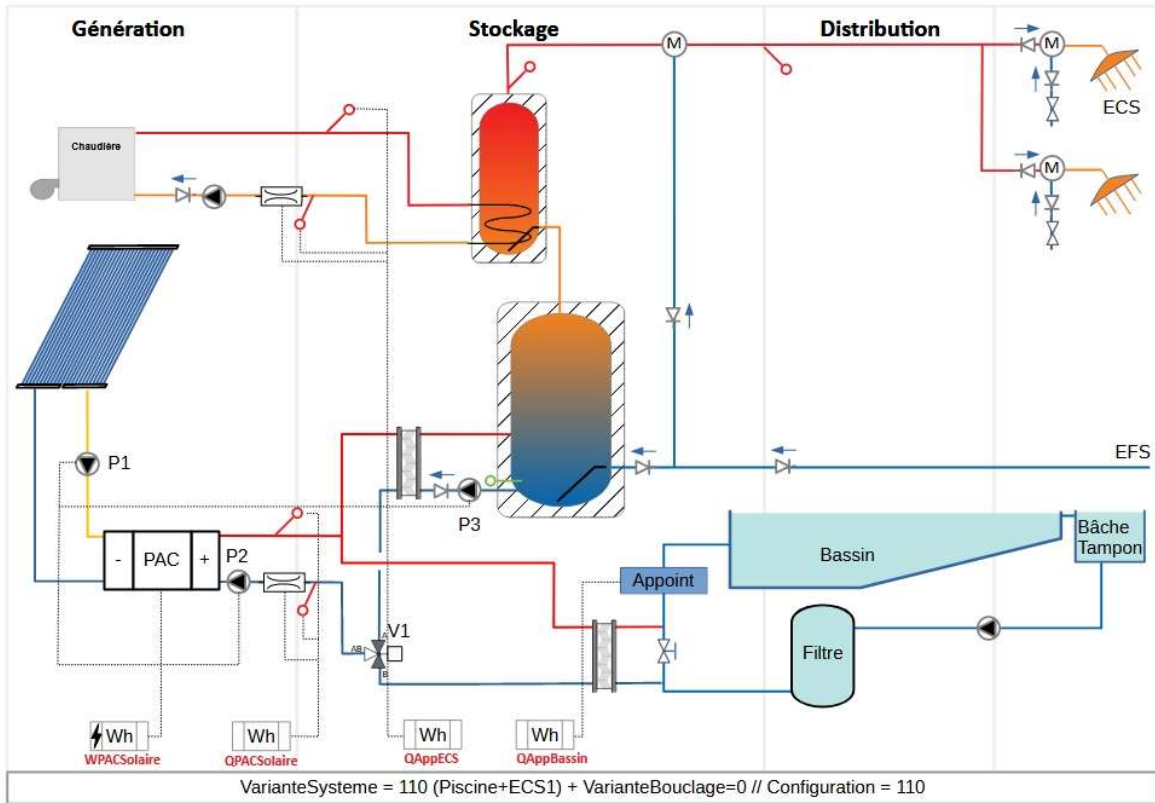 Génération
Stockage
Distribution
M
M
ECS
Chaudière
M
P1
EFS
P3
Bâche
Tampon
Bassin
- PAC +
P2
Appoint
V1
A
AB
B
Filtre
Wh
Wh
Wh
Wh
WPACSolaire
QPACSolaire
QAppECS
QAppBassin
VarianteSysteme = 110 (Piscine+ECS1) + VarianteBouclage=0 // Configuration = 110